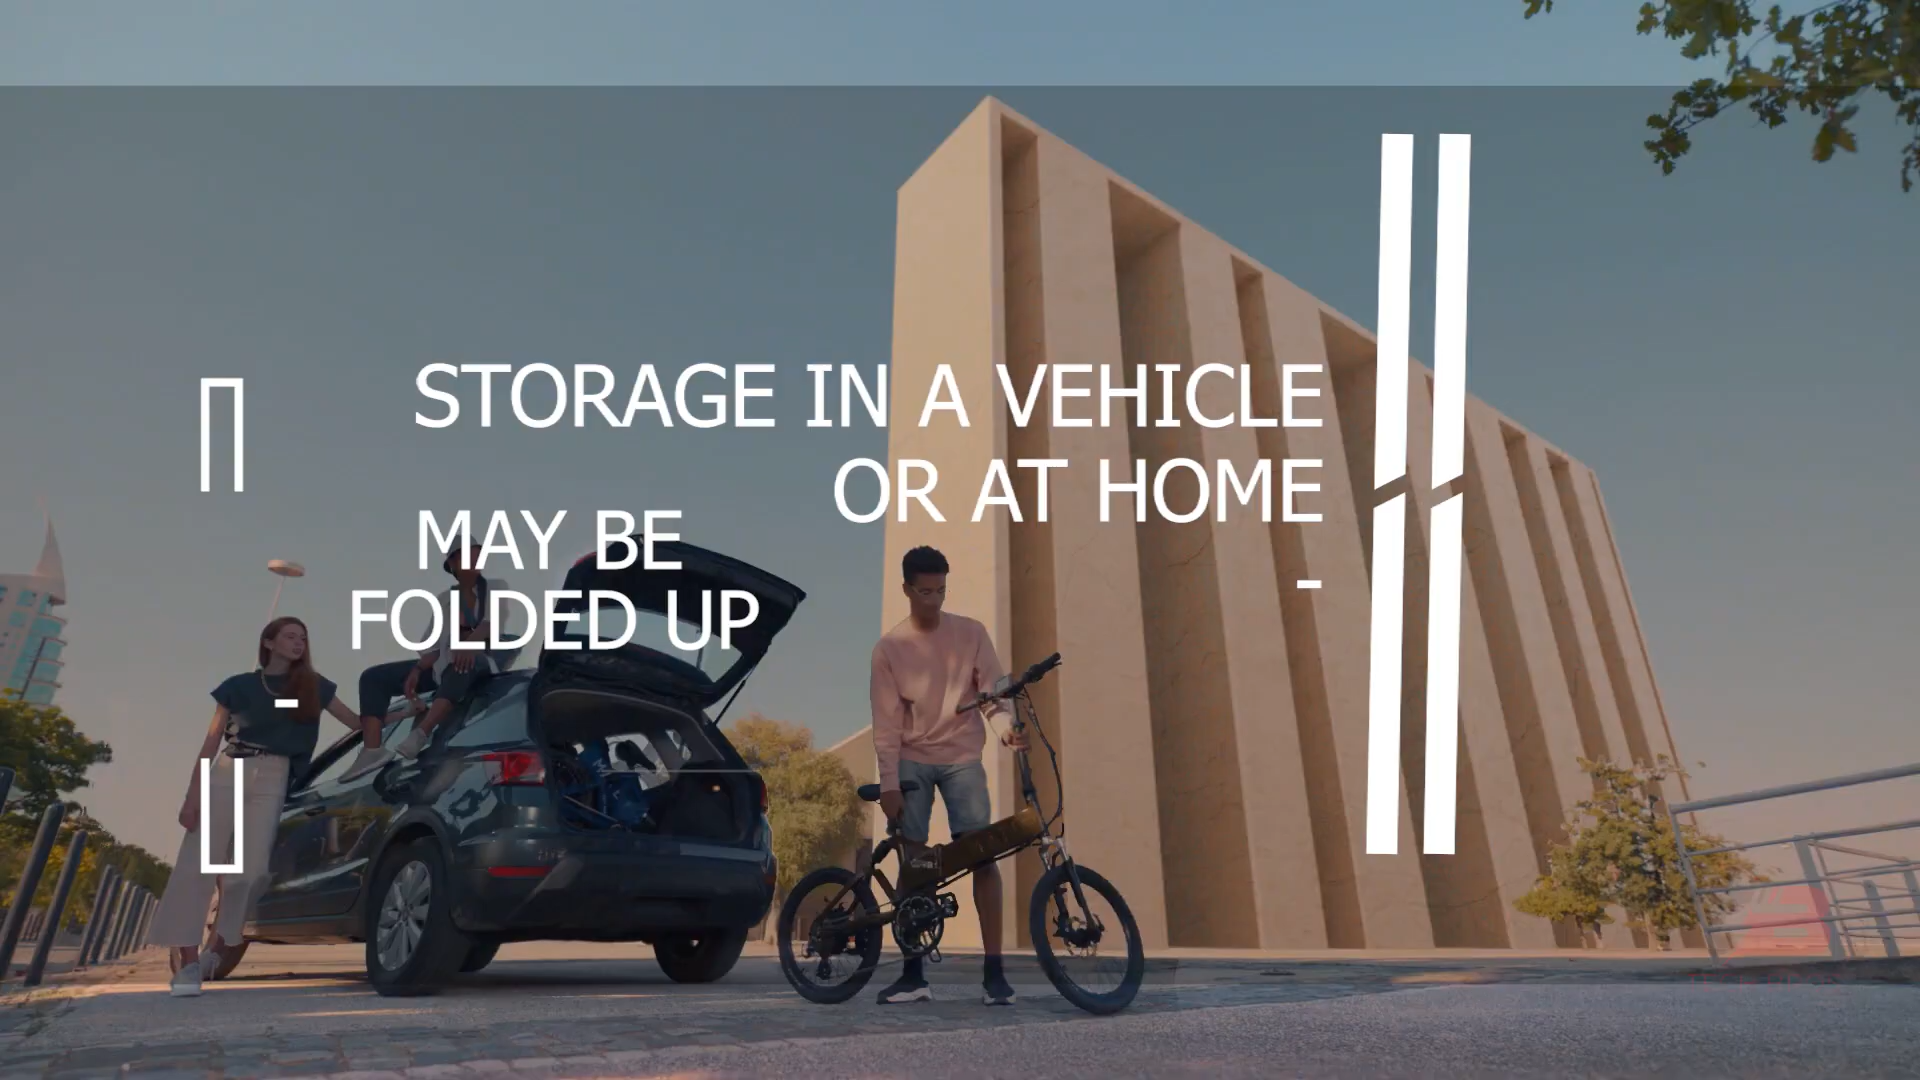 STORAGE IN A VEHICLE
OR AT HOME
-
MAY BE
FOLDED UP
-